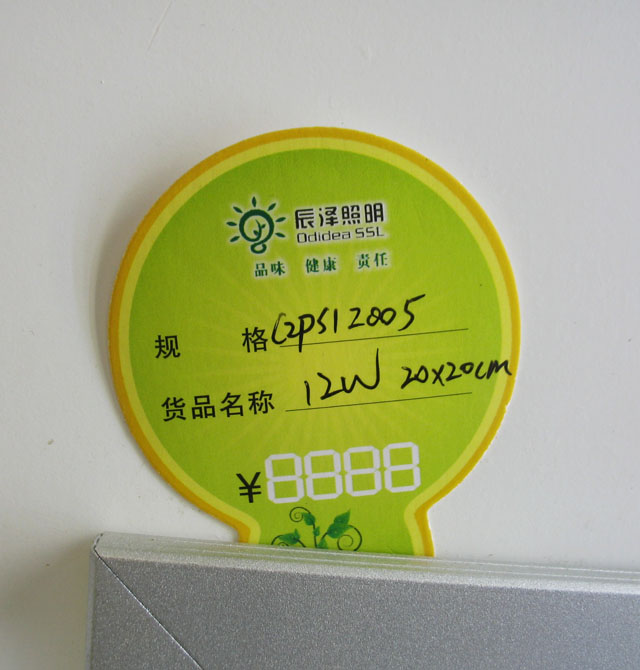 辰泽照明
Odidea SSL
品味 健康 责任
规 格 GPS12005
货品名称 12W 20x20cm
¥8888